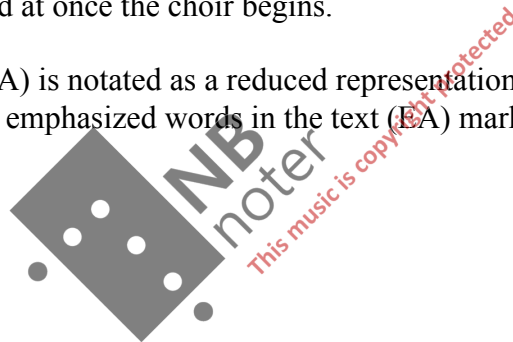 d at once the choir begins.
A) is notated as a reduced representation
emphasized words in the text (EA) mark
NB
noter
This music is copyright protected